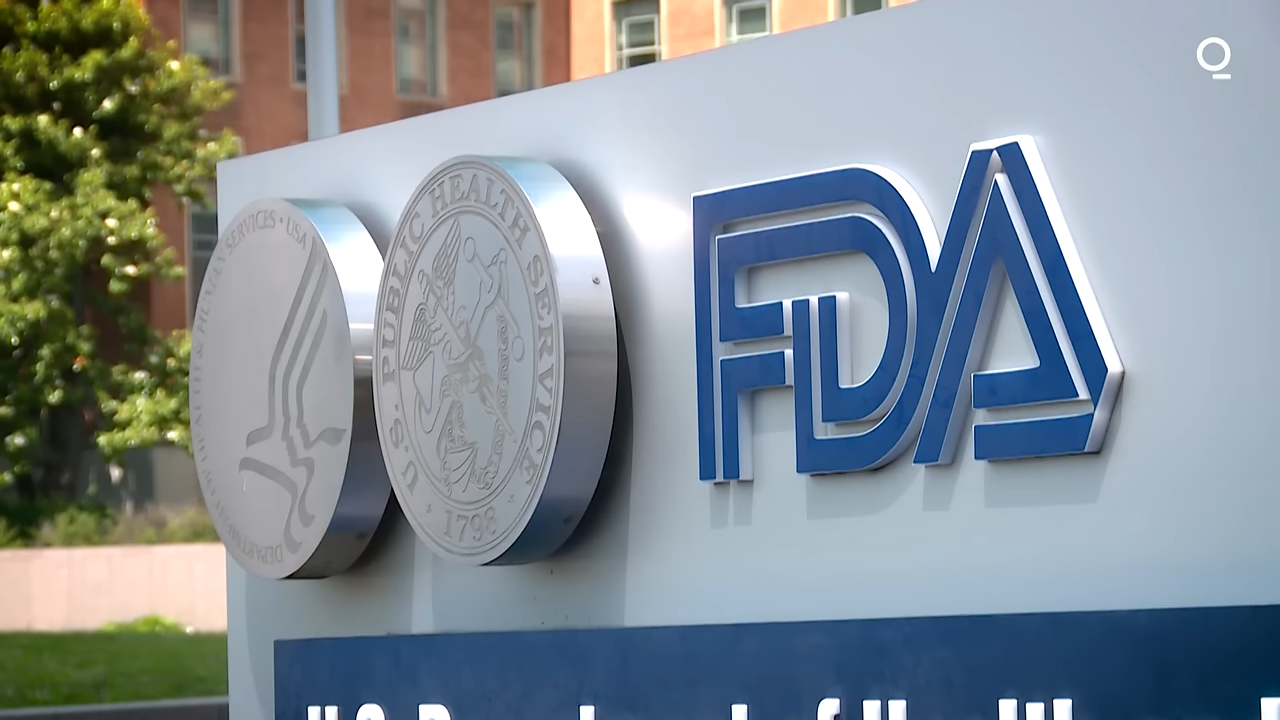 DEPARTMENT OF HEALTH & HUMAN SERVICES • USA
U.S. PUBLIC HEALTH SERVICE
1798
FDA